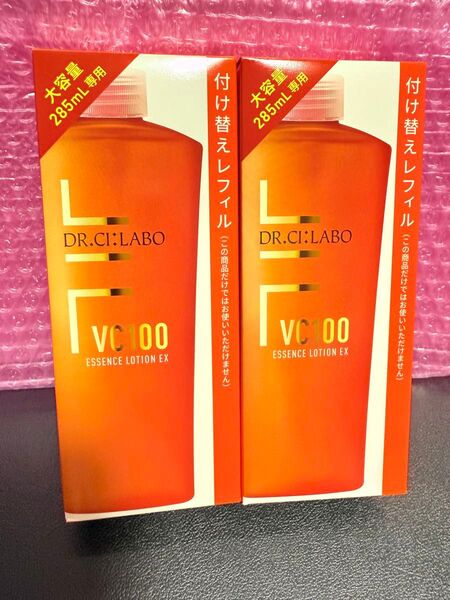 大容量
285mL専用
付け替えレフィル
(この商品だけではお使いいただけません)
DR.CI:LABO
VC100
ESSENCE LOTION EX
大容量
285mL専用
付け替えレフィル
(この商品だけではお使いいただけません)
DR.CI:LABO
VC100
ESSENCE LOTION EX